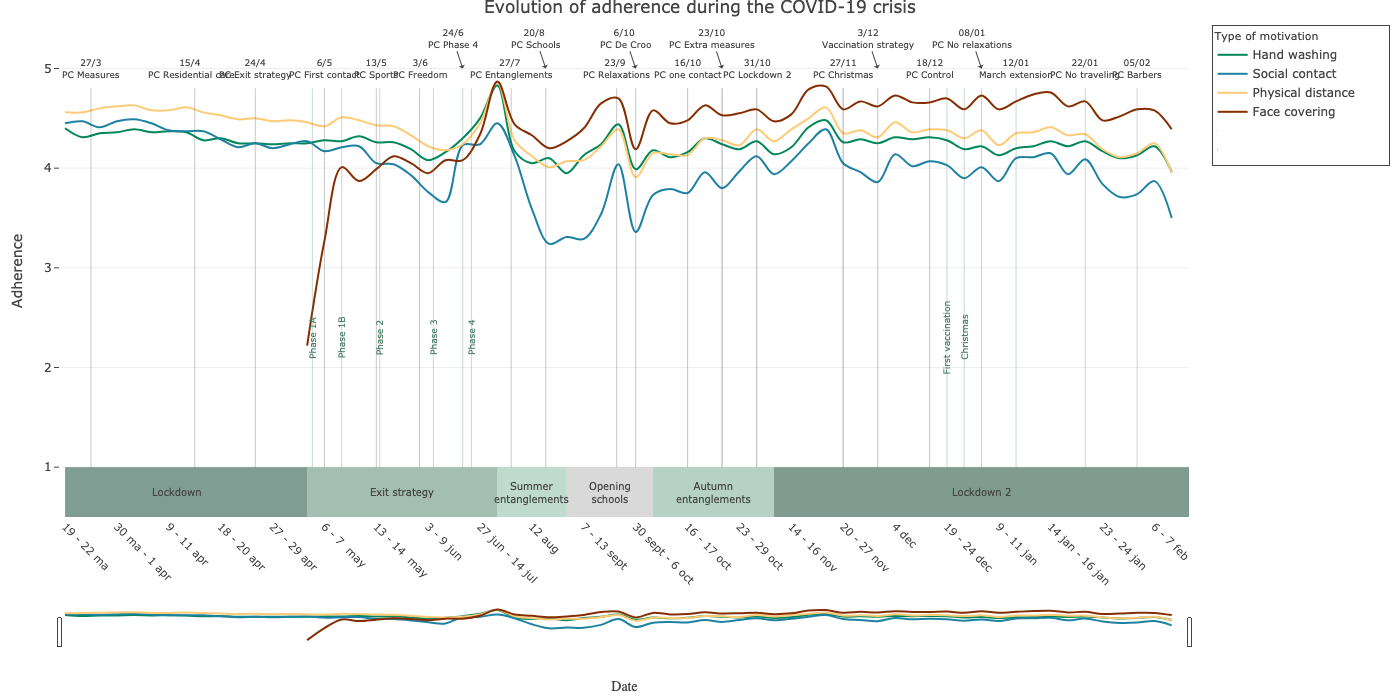 Evolution of adherence during the COVID-19 crisis
Type of motivation
Hand washing
Social contact
Physical distance
Face covering
24/6
PC Phase 4
20/8
PC Schools
6/10
PC De Croo
23/10
PC Extra measures
3/12
Vaccination strategy
08/01
PC No relaxations
27/3
PC Measures
15/4
PC Residential care
24/4
PC Exit strategy
6/5
PC First contact
13/5
PC Sports
3/6
PC Freedom
27/7
PC Entanglements
23/9
PC Relaxations
16/10
PC one contact
31/10
PC Lockdown 2
27/11
PC Christmas
18/12
PC Control
12/01
March extension
22/01
PC No traveling
05/02
PC Barbers
5
4
3
2
1
Adherence
Phase 1A
Phase 1B
Phase 2
Phase 3
Phase 4
First vaccination
Christmas
Lockdown
Exit strategy
Summer
entanglements
Opening
schools
Autumn
entanglements
Lockdown 2
19 - 22 ma
30 ma - 1 apr
9 - 11 apr
18 - 20 apr
27 - 29 apr
6 - 7  may
13 - 14  may
3 - 9 jun
27 jun - 14 jul
12 aug
7 - 13 sept
30 sept - 6 oct
16 - 17 oct
23 - 29 oct
14 - 16 nov
20 - 27 nov
4 dec
19 - 24 dec
9 - 11 jan
14 jan - 16 jan
23 - 24 jan
6 - 7 feb
Date